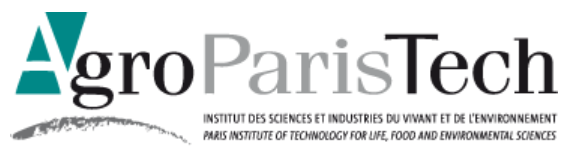 AgroParisTech
INSTITUT DES SCIENCES ET INDUSTRIES DU VIVANT ET DE L'ENVIRONNEMENT
PARIS INSTITUTE OF TECHNOLOGY FOR LIFE, FOOD AND ENVIRONMENTAL SCIENCES